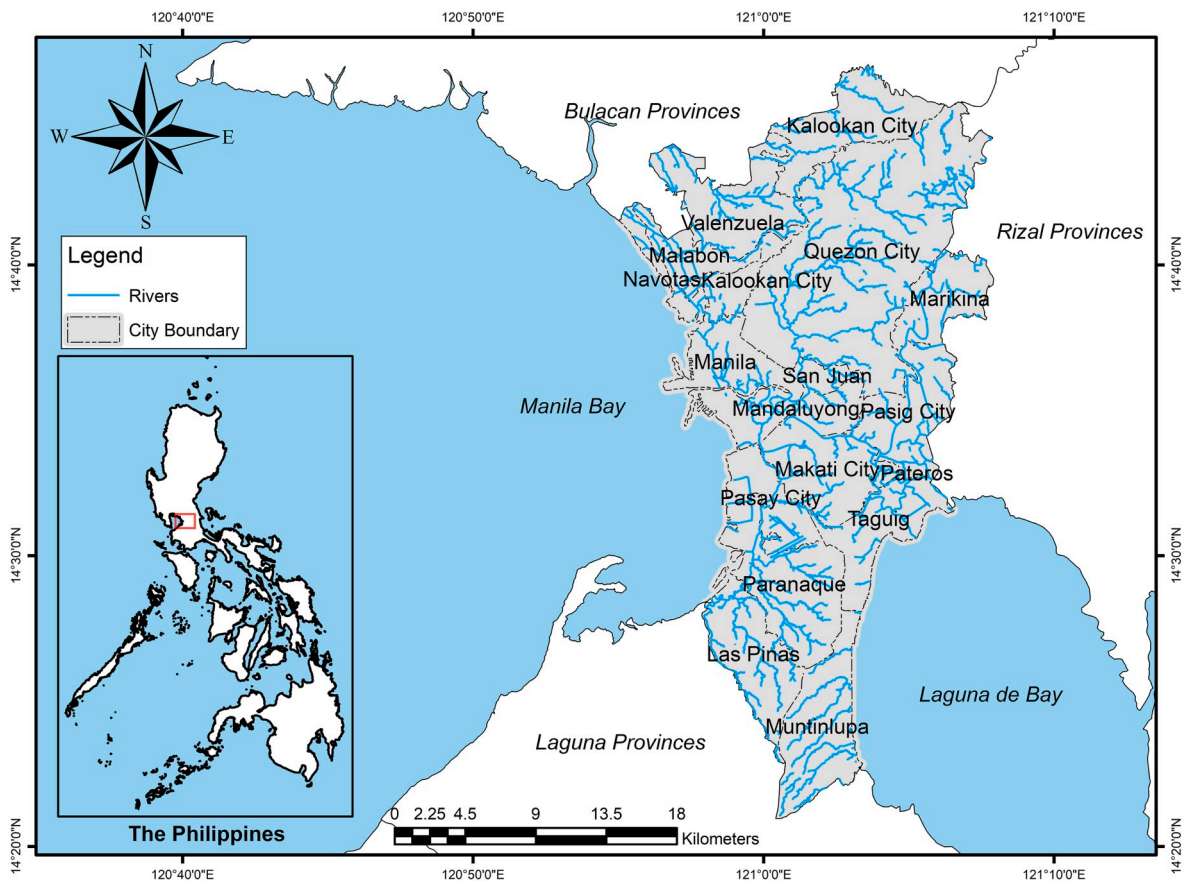 120°40'0"E
120°50'0"E
121°0'0"E
121°10'0"E
N
W
E
S
Bulacan Provinces
Kalookan City
Valenzuela
Rizal Provinces
Legend
Rivers
City Boundary
Malabon
Quezon City
Navotas
Kalookan City
Marikina
14°40'0"N
14°40'0"N
Manila
San Juan
Manila Bay
Mandaluyong
Pasig City
Makati City
Pateros
Pasay City
Taguig
14°30'0"N
14°30'0"N
Paranaque
Las Pinas
Laguna de Bay
Muntinlupa
Laguna Provinces
0 2.25 4.5 9 13.5 18
Kilometers
The Philippines
14°20'0"N
14°20'0"N
120°40'0"E
120°50'0"E
121°0'0"E
121°10'0"E